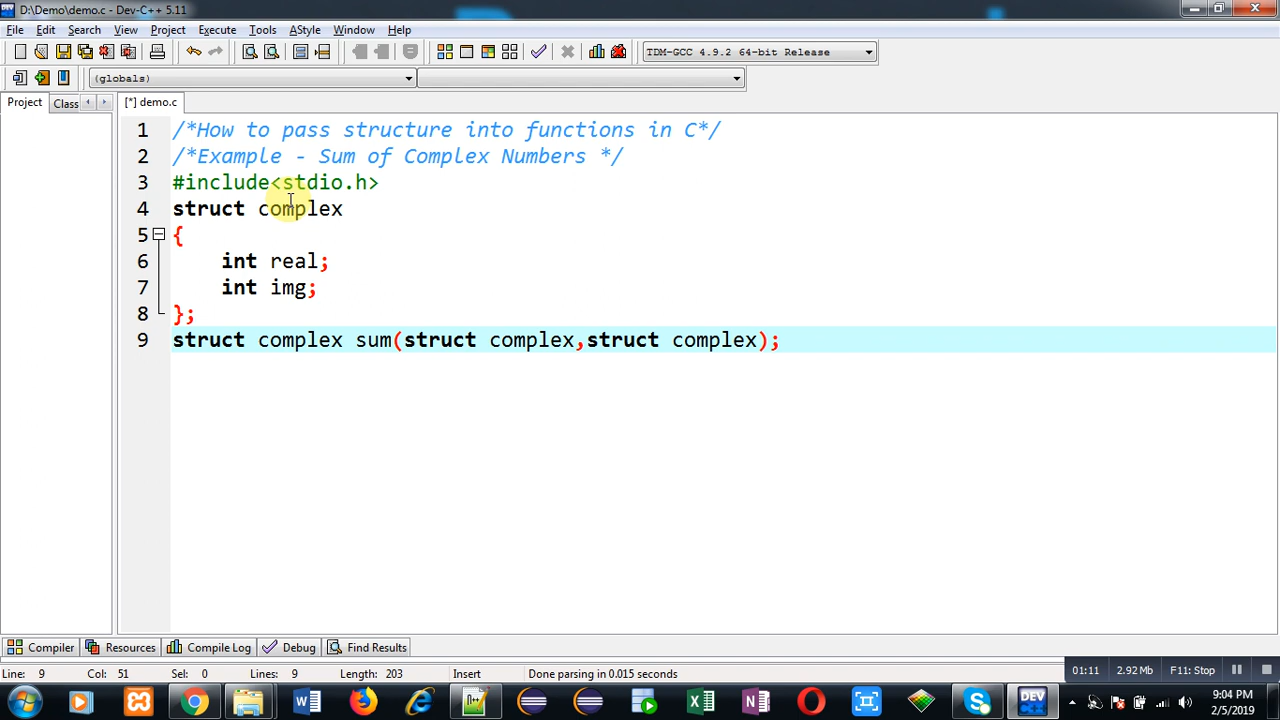 D:\Demo\demo.c - Dev-C++ 5.11
File Edit Search View Project Execute Tools AStyle Window Help
TDM-GCC 4.9.2 64-bit Release
(globals)
Project Class [*] demo.c
1 /*How to pass structure into functions in C*/
2 /*Example - Sum of Complex Numbers */
3 #include<stdio.h>
4 struct complex
5 {
6 int real;
7 int img;
8 };
9 struct complex sum(struct complex,struct complex);
Compiler Resources Compile Log Debug Find Results
Line: 9 Col: 51 Sel: 0 Lines: 9 Length: 203 Insert Done parsing in 0.015 seconds
01:11 2.92 Mb F11: Stop
DEV
9:04 PM
2/5/2019